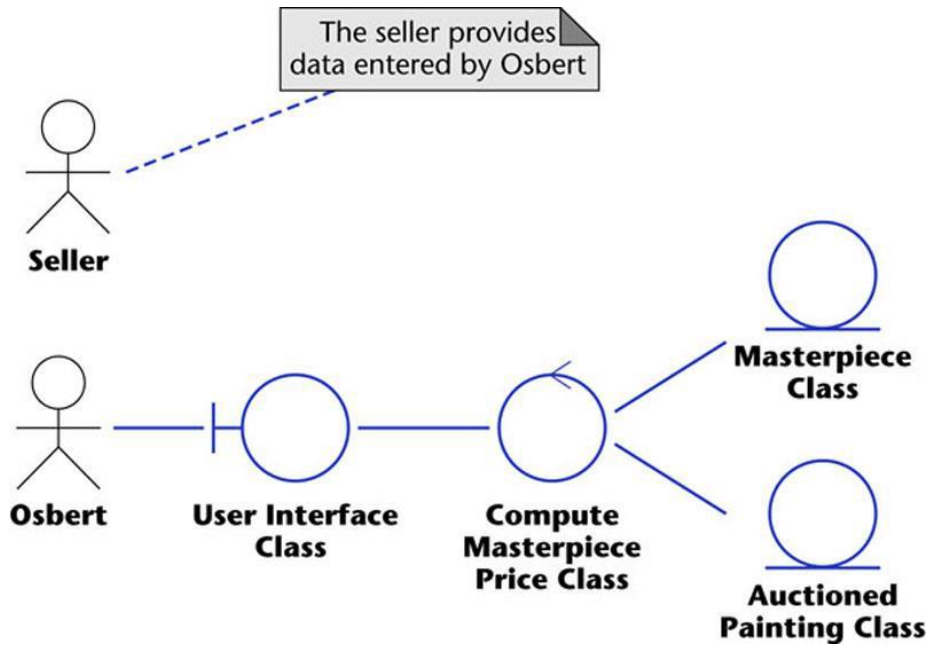 The seller provides
data entered by Osbert
Seller
Masterpiece
Class
Osbert
User Interface
Class
Compute
Masterpiece
Price Class
Auctioned
Painting Class